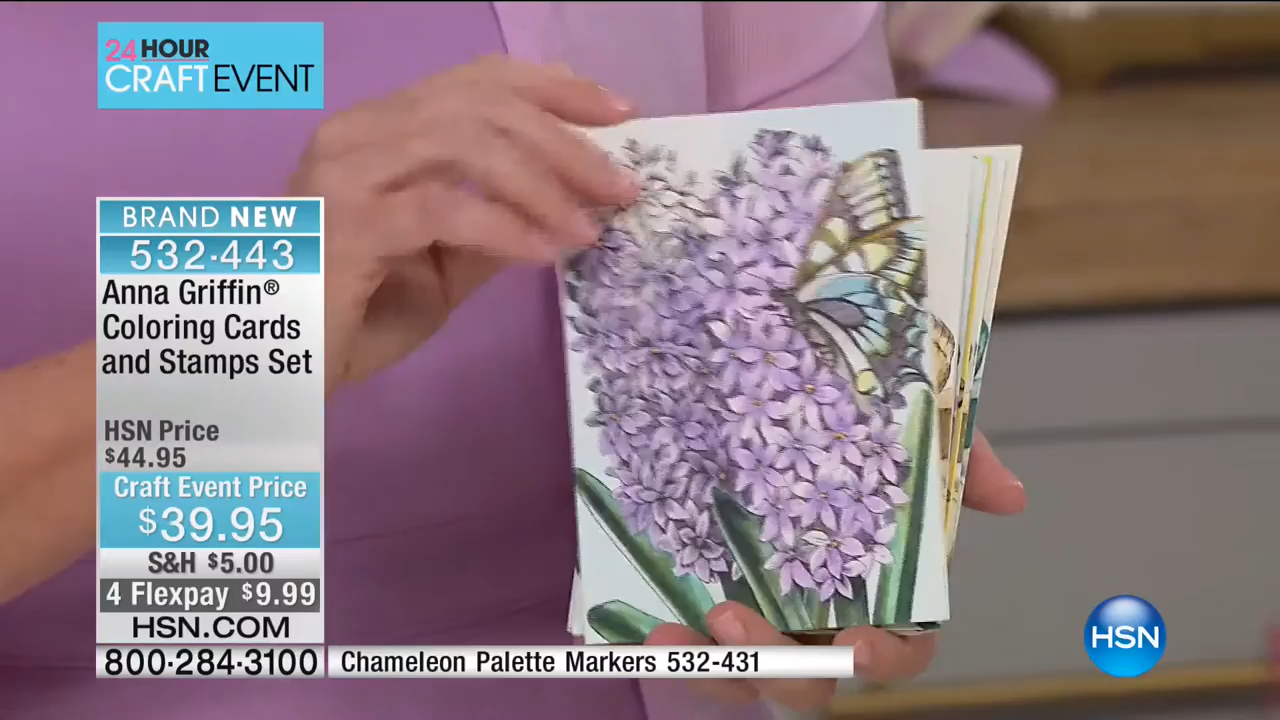 24 HOUR
CRAFT EVENT
BRAND NEW
532-443
Anna Griffin®
Coloring Cards
and Stamps Set
HSN Price
$44.95
Craft Event Price
$39.95
S&H $5.00
4 Flexpay $9.99
HSN.COM
800-284-3100
Chameleon Palette Markers 532-431
HSN